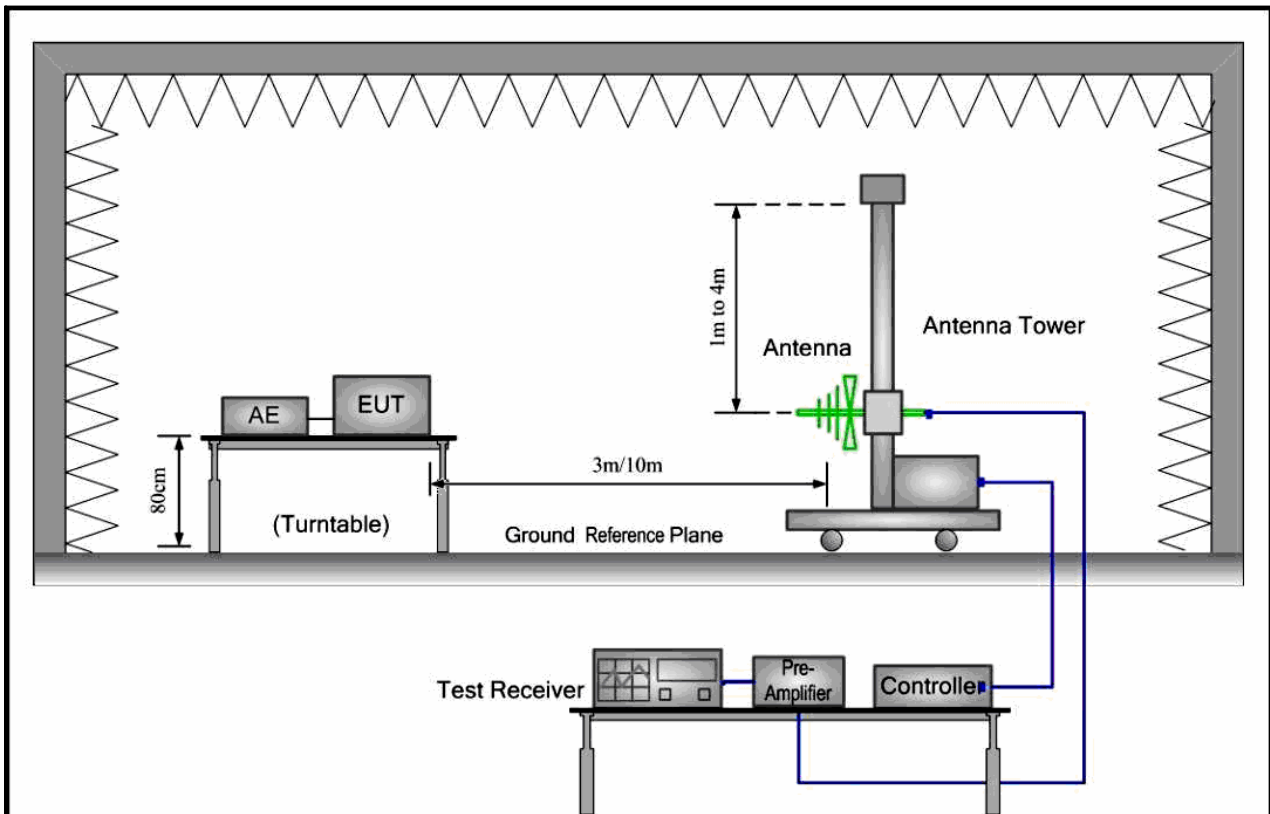 1m to 4m
Antenna Tower
Antenna
AE
EUT
3m/10m
80cm
(Turntable)
Ground Reference Plane
Test Receiver
Pre-
Amplifier
Controller